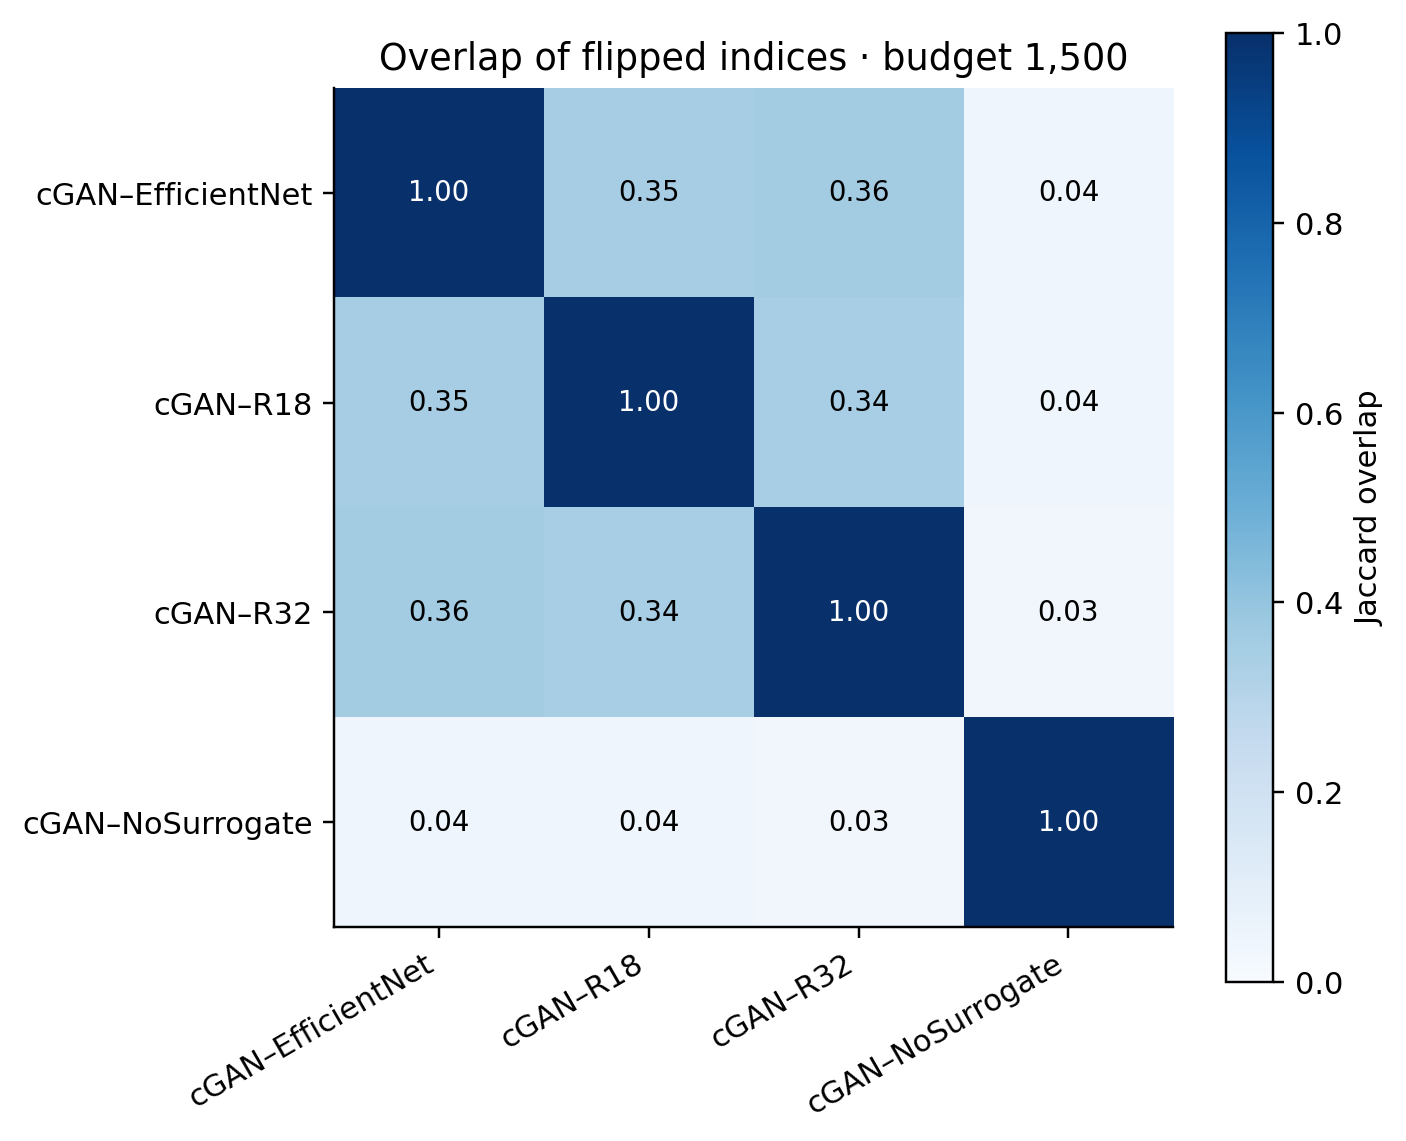 Overlap of flipped indices · budget 1,500
cGAN–EfficientNet
1.00
0.35
0.36
0.04
cGAN–R18
0.35
1.00
0.34
0.04
cGAN–R32
0.36
0.34
1.00
0.03
cGAN–NoSurrogate
0.04
0.04
0.03
1.00
cGAN–EfficientNet
cGAN–R18
cGAN–R32
cGAN–NoSurrogate
1.0
0.8
0.6
0.4
0.2
0.0
Jaccard overlap